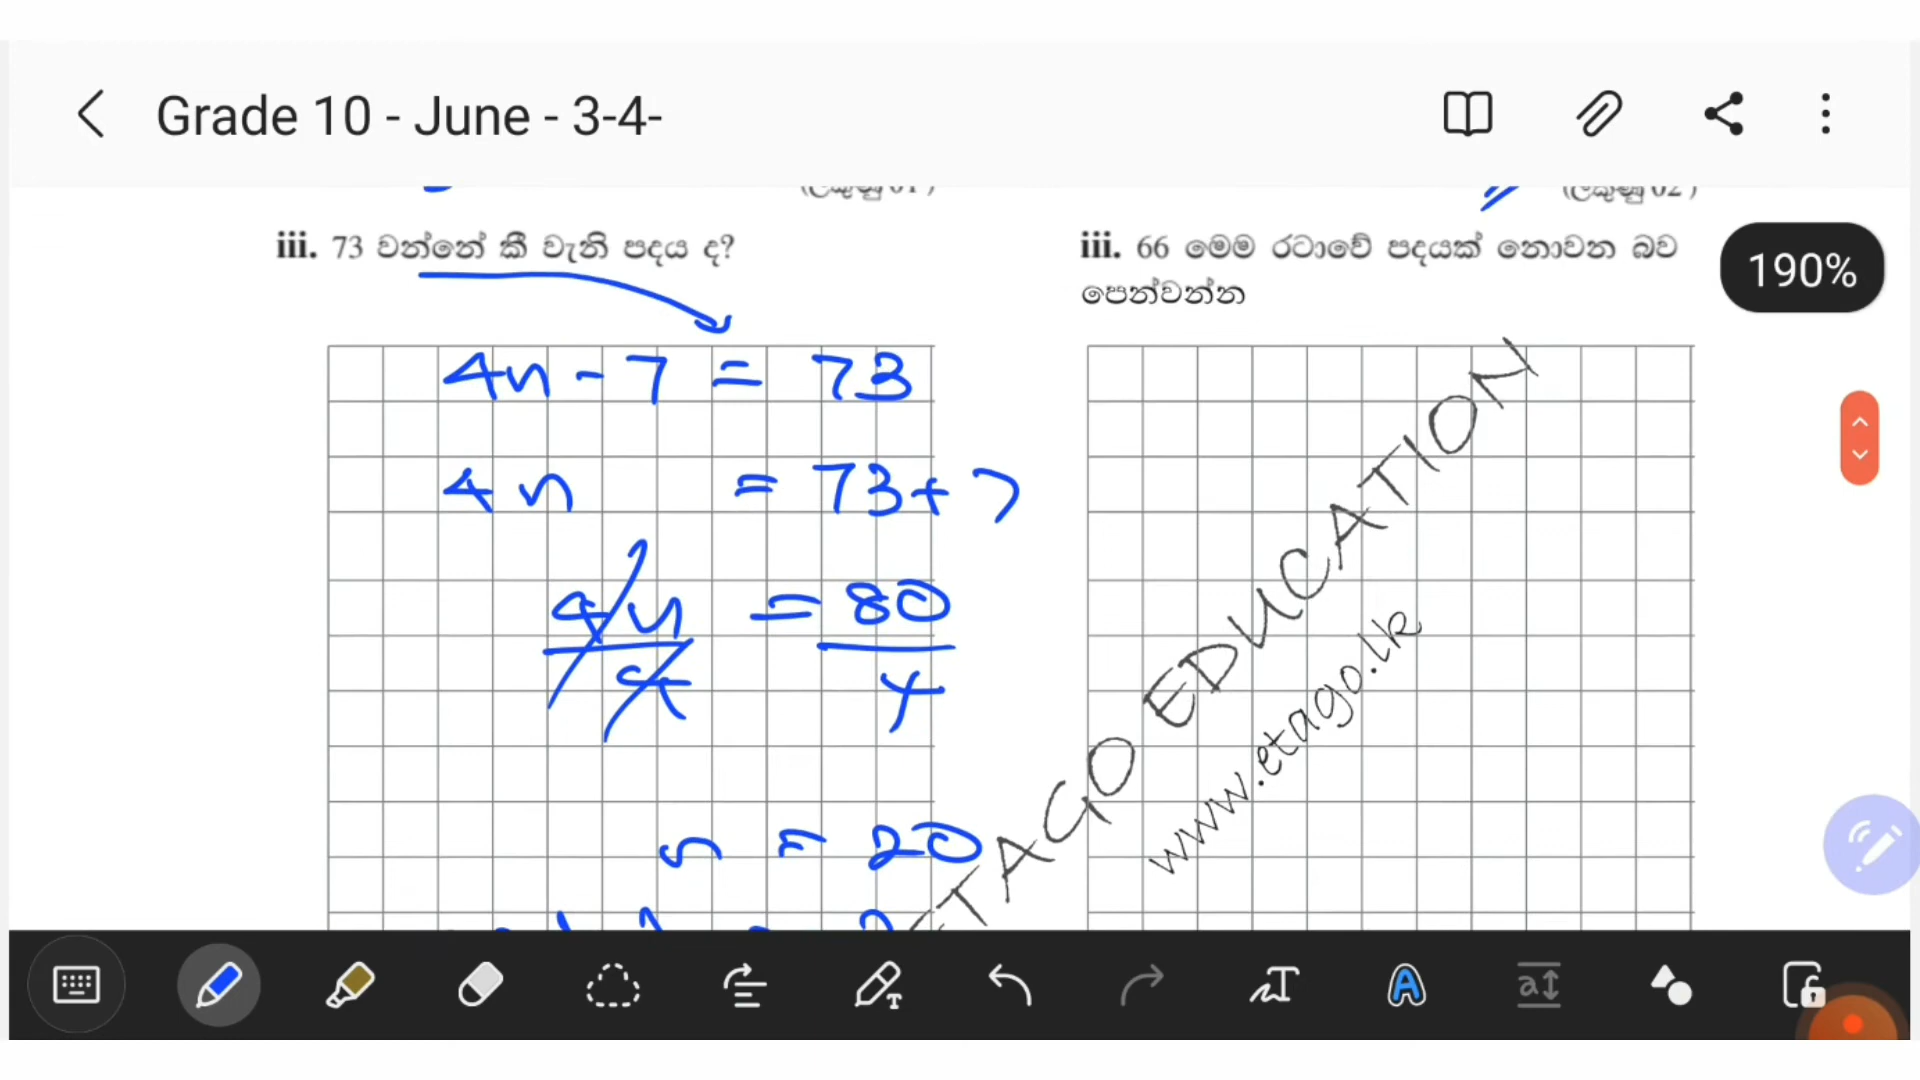 Grade 10 - June - 3-4-
iii. 73 වන්නේ කී වැනි පදය ද?
iii. 66 මෙම රටාවේ පදයක් නොවන බව
පෙන්වන්න
190%
4n - 7 = 73
4n = 73 + 7
4n = 80
4 4
n = 20
ETAGO EDUCATION
www.etago.lk